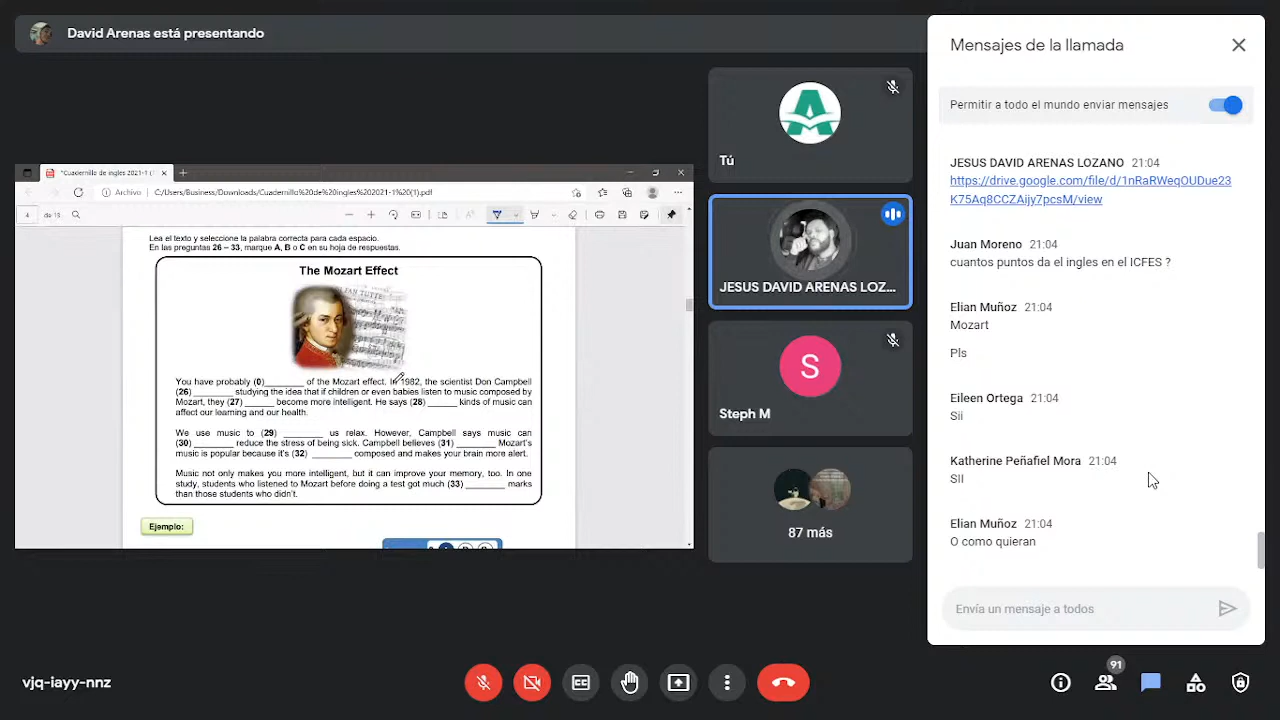 David Arenas está presentando
Mensajes de la llamada
Permitir a todo el mundo enviar mensajes
Tú
JESUS DAVID ARENAS LOZ...
Steph M
S
87 más
"Cuadernillo de ingles 2021-1 (1
Archivo
C:/Users/Business/Downloads/Cuadernillo%20de%20ingles%202021-1%20(1).pdf
4 de 13
Lea el texto y seleccione la palabra correcta para cada espacio.
En las preguntas 26 – 33, marque A, B o C en su hoja de respuestas.
The Mozart Effect
You have probably (0)________ of the Mozart effect. In 1982, the scientist Don Campbell
(26) ________ studying the idea that if children or even babies listen to music composed by
Mozart, they (27) ______ become more intelligent. He says (28) ______ kinds of music can
affect our learning and our health.
We use music to (29) ________ us relax. However, Campbell says music can
(30) ________ reduce the stress of being sick. Campbell believes (31) ________ Mozart's
music is popular because it's (32) ________ composed and makes your brain more alert.
Music not only makes you more intelligent, but it can improve your memory, too. In one
study, students who listened to Mozart before doing a test got much (33) ________ marks
than those students who didn't.
Ejemplo:
JESUS DAVID ARENAS LOZANO 21:04
https://drive.google.com/file/d/1nRaRWeqOUDue23
K75Aq8CCZAijy7pcsM/view
Juan Moreno 21:04
cuantos puntos da el ingles en el ICFES ?
Elian Muñoz 21:04
Mozart
Pls
Eileen Ortega 21:04
Sii
Katherine Peñafiel Mora 21:04
SII
Elian Muñoz 21:04
O como quieran
Envía un mensaje a todos
vjq-iayy-nnz
CC
91